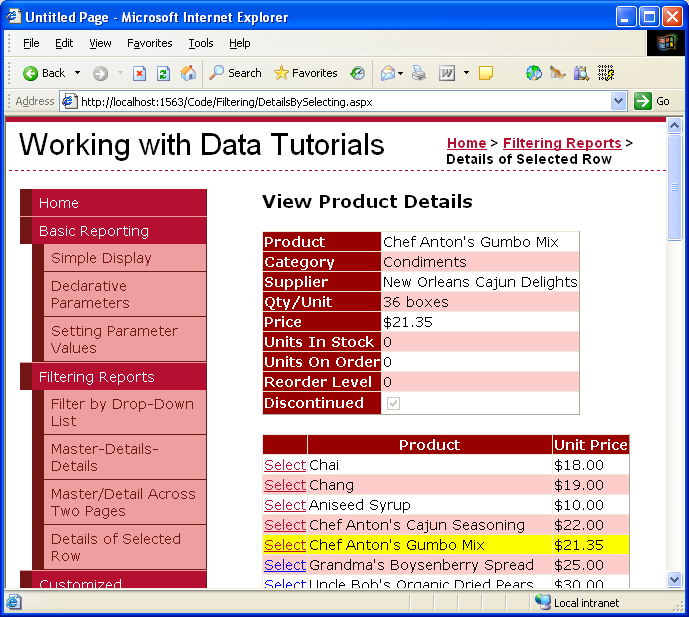 Untitled Page - Microsoft Internet Explorer
File Edit View Favorites Tools Help
Back Search Favorites
Address http://localhost:1563/Code/Filtering/DetailsBySelecting.aspx Go
Working with Data Tutorials
Home > Filtering Reports >
Details of Selected Row
Home
Basic Reporting
Simple Display
Declarative
Parameters
Setting Parameter
Values
Filtering Reports
Filter by Drop-Down
List
Master-Details-
Details
Master/Detail Across
Two Pages
Details of Selected
Row
Customized
View Product Details
Product Chef Anton's Gumbo Mix
Category Condiments
Supplier New Orleans Cajun Delights
Qty/Unit 36 boxes
Price $21.35
Units In Stock 0
Units On Order 0
Reorder Level 0
Discontinued
Product Unit Price
Select Chai $18.00
Select Chang $19.00
Select Aniseed Syrup $10.00
Select Chef Anton's Cajun Seasoning $22.00
Select Chef Anton's Gumbo Mix $21.35
Select Grandma's Boysenberry Spread $25.00
Select Uncle Bob's Organic Dried Pears $30.00
Local intranet